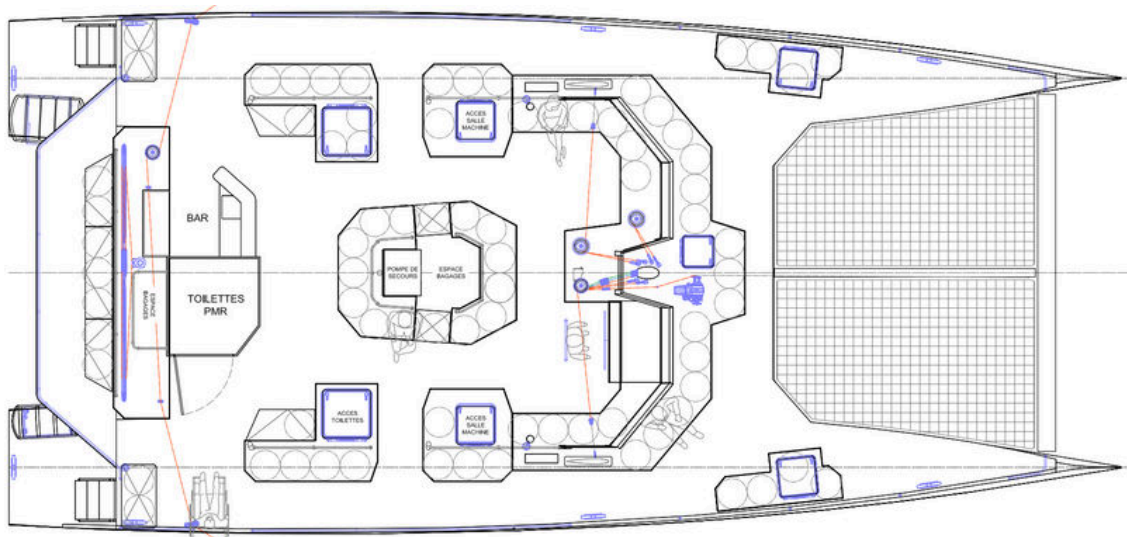 ACCES
SALLE
MACHINE
BAR
POMPE DE
SECOURS
ESPACE
BAGAGES
ESPACE
BAGAGES
TOILETTES
PMR
ACCES
TOILETTES
ACCES
SALLE
MACHINE